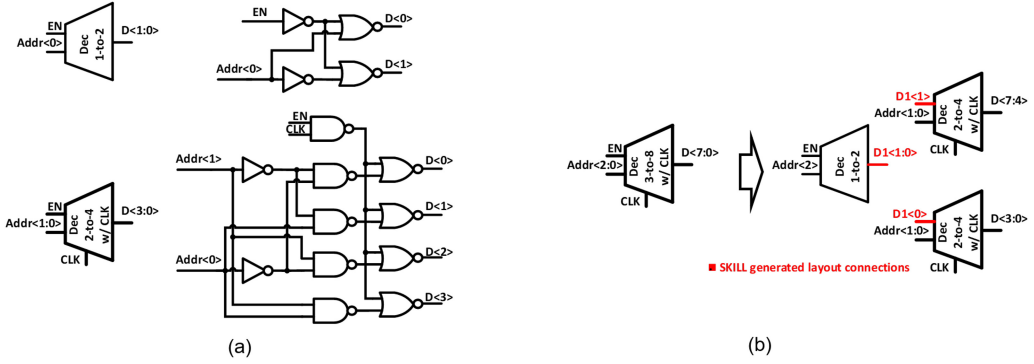 EN
Addr<0>
Dec
1-to-2
D<1:0>
EN
Addr<0>
D<0>
D<1>
EN
CLK
Addr<1>
Addr<0>
D<0>
D<1>
D<2>
D<3>
EN
Addr<1:0>
Dec
2-to-4
w/ CLK
D<3:0>
CLK
(a)
EN
Addr<2:0>
Dec
3-to-8
w/ CLK
D<7:0>
CLK
EN
Addr<2>
Dec
1-to-2
D1<1:0>
D1<1>
Addr<1:0>
Dec
2-to-4
w/ CLK
D<7:4>
CLK
D1<0>
Addr<1:0>
Dec
2-to-4
w/ CLK
D<3:0>
CLK
SKILL generated layout connections
(b)